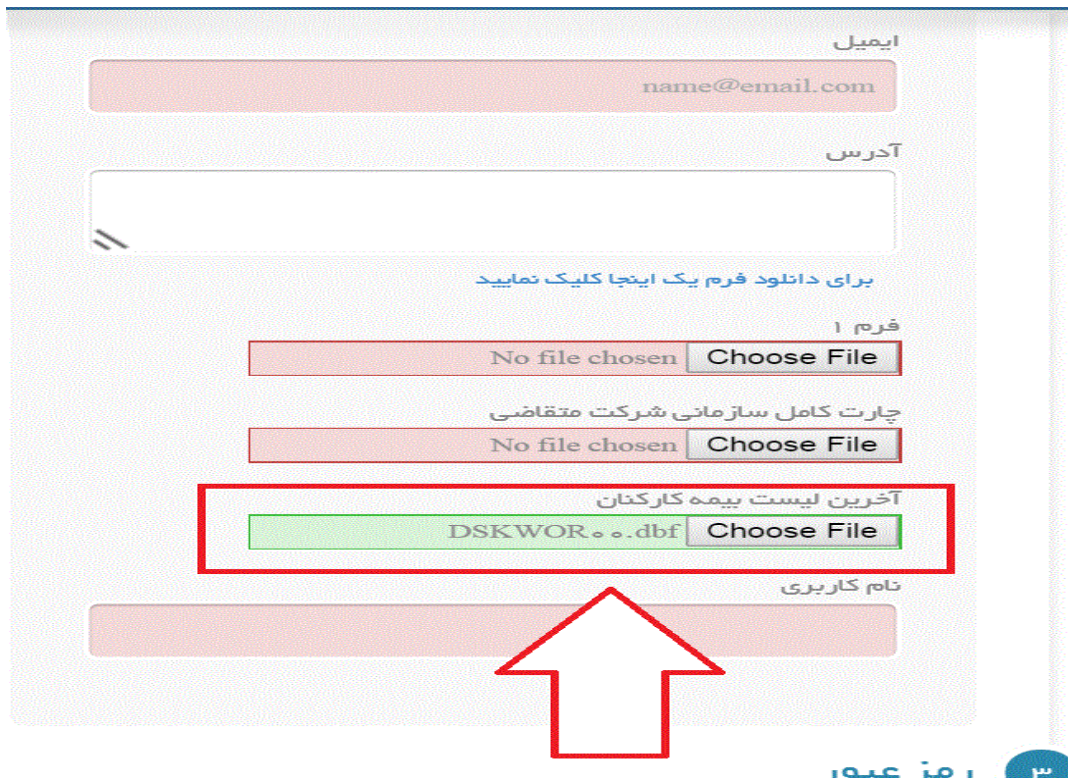 ایمیل
name@email.com
آدرس
برای دانلود فرم یک اینجا کلیک نمایید
فرم ۱
Choose File No file chosen
چارت کامل سازمانی شرکت متقاضی
Choose File No file chosen
آخرین لیست بیمه کارکنان
Choose File DSKWOR۰۰.dbf
نام کاربری
۳ رمز عبور